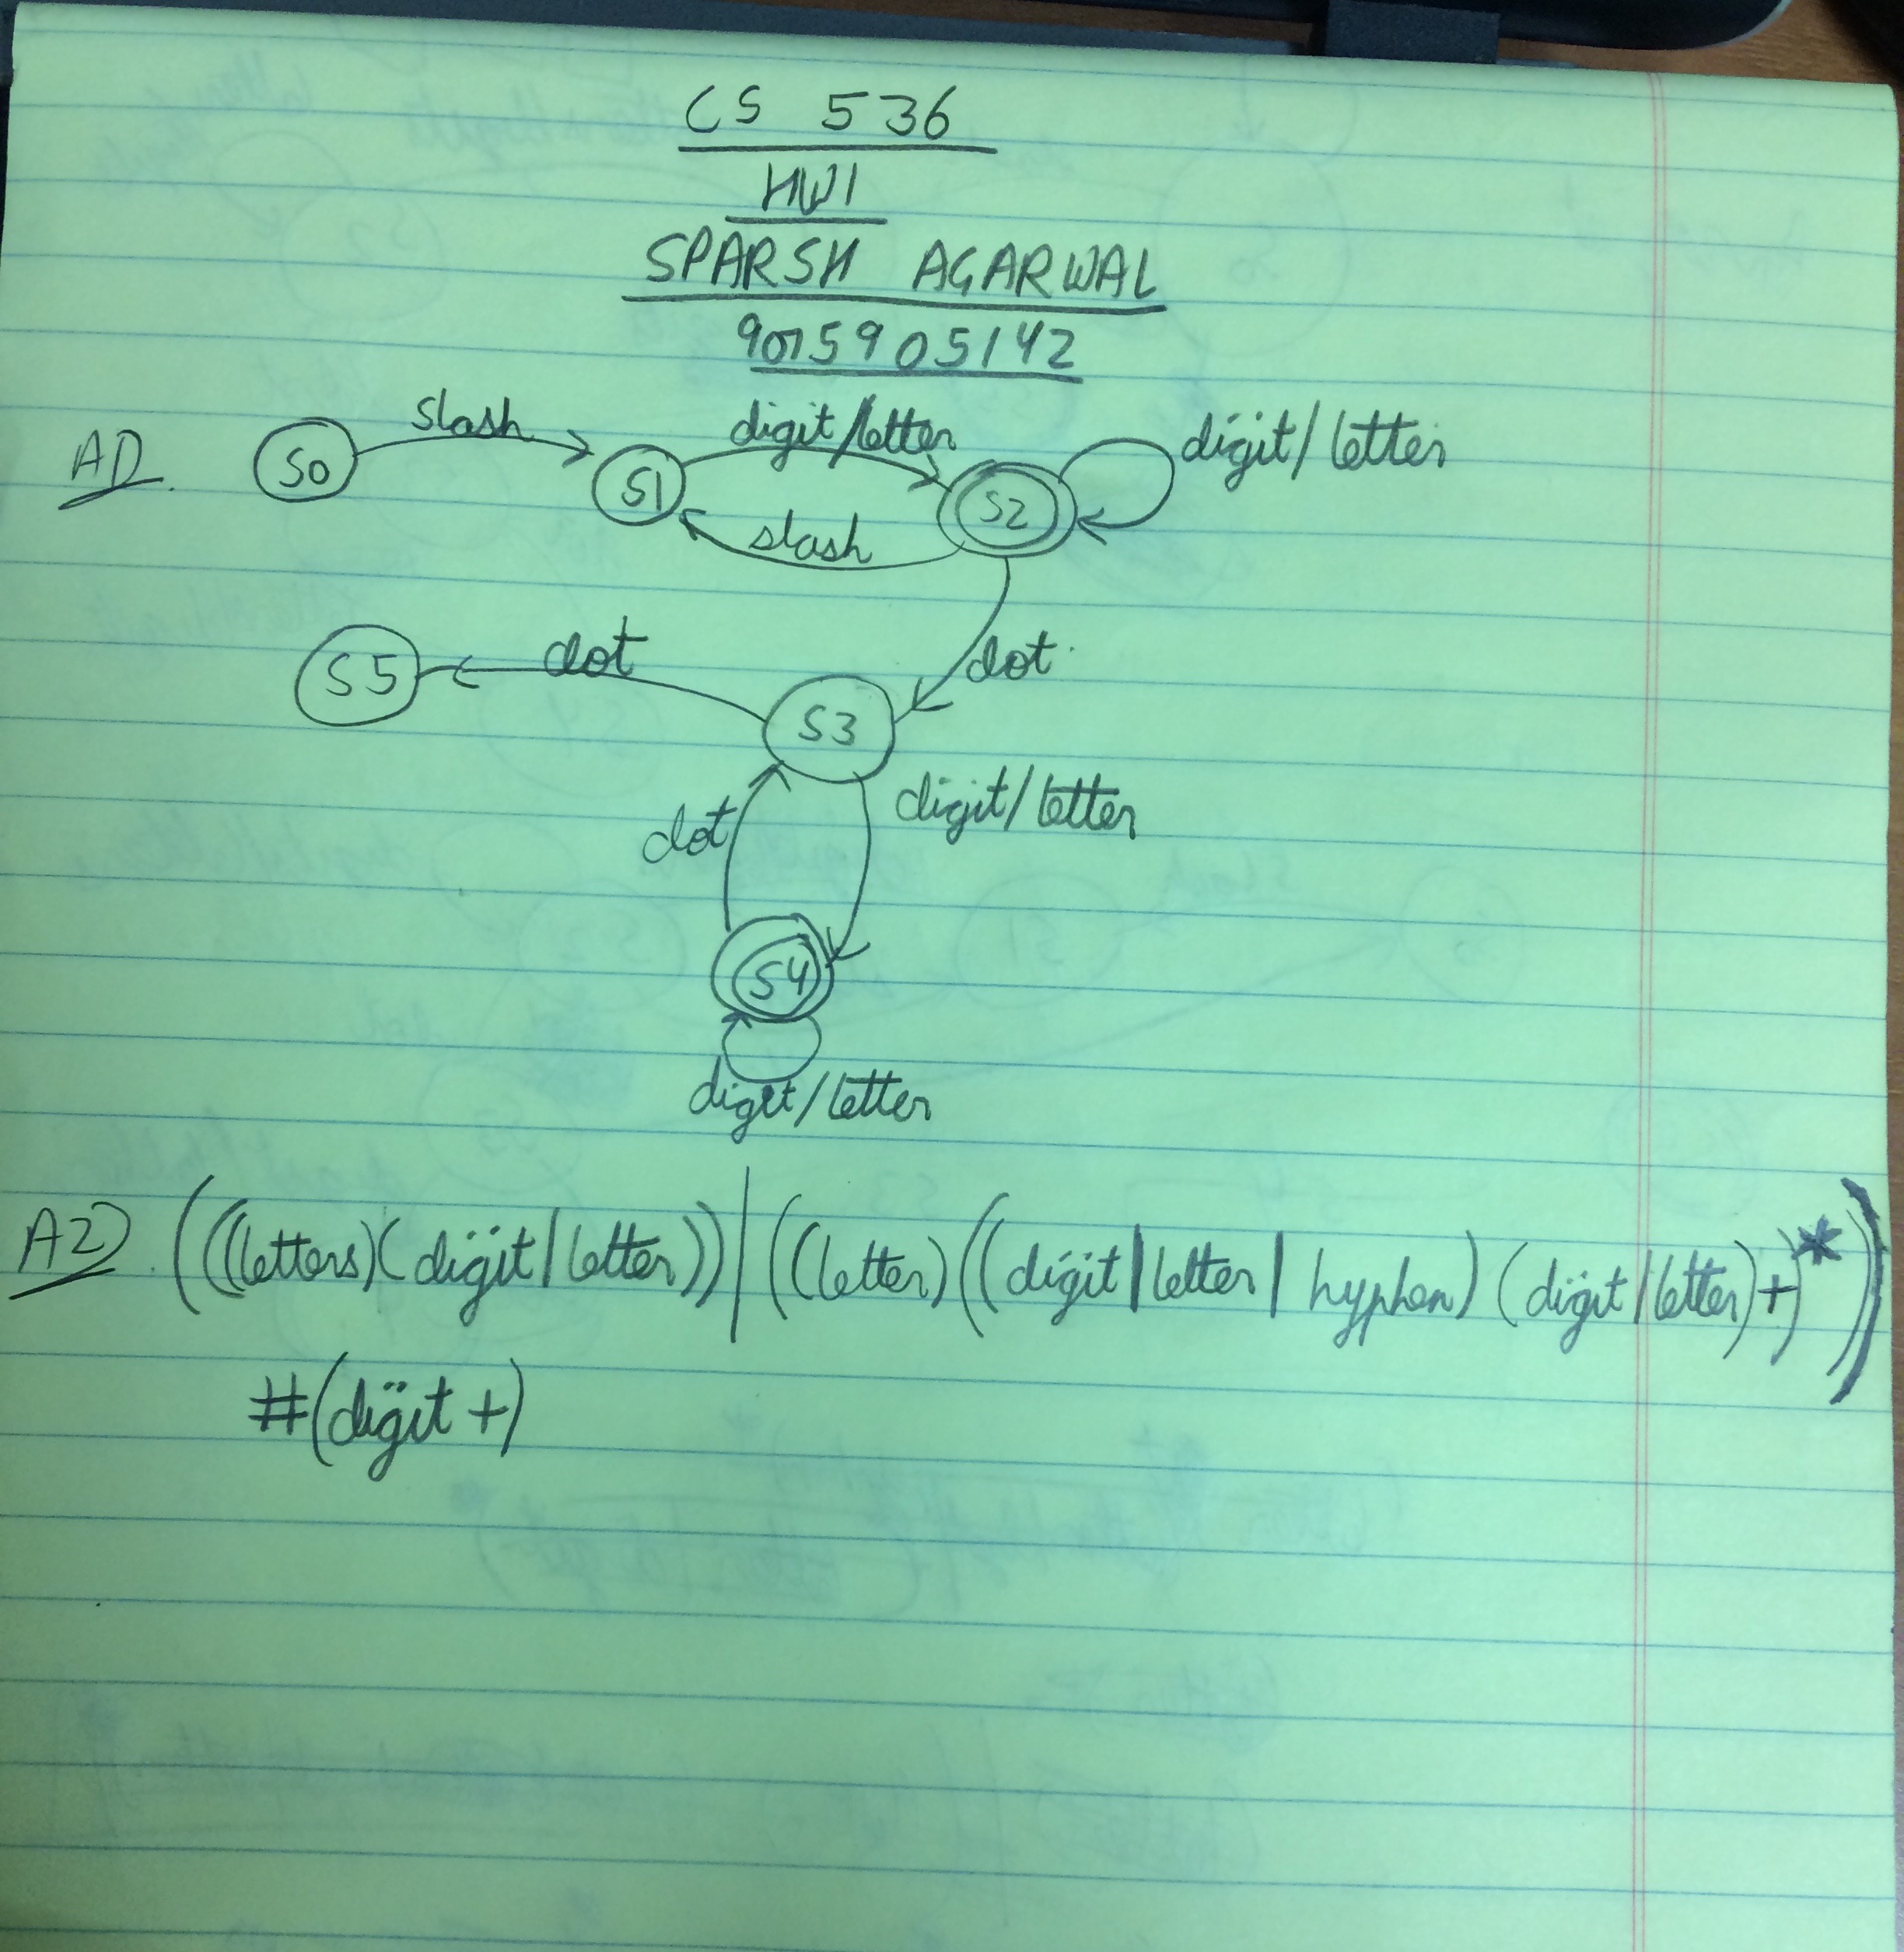 CS 536
HW1
SPARSH AGARWAL
9075905142
A1). S0 slash S1 digit/letter S2 digit/letter
slash
S5 dot S3 dot
dot digit/letter
S4
digit/letter
A2). (((letters)(digit|letter))|((letter)((digit|letter|hyphen)(digit|letter)+)*))
#(digit+)